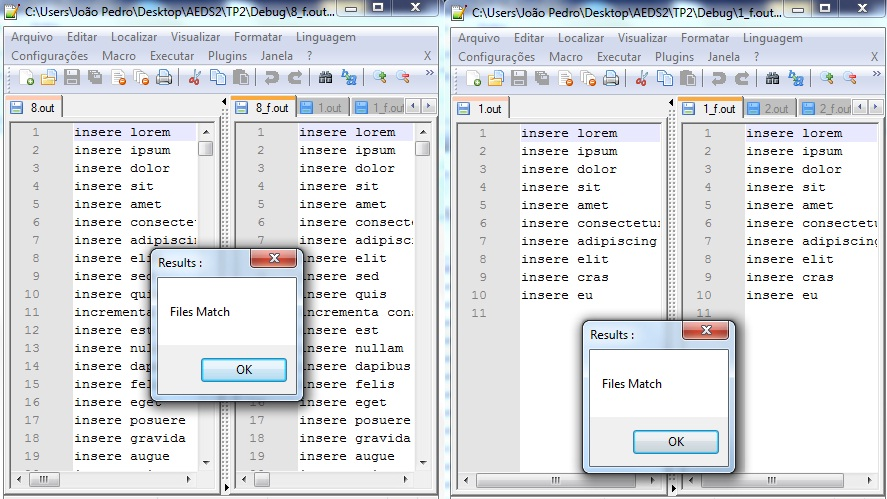 C:\Users\João Pedro\Desktop\AEDS2\TP2\Debug\8_f.out...
Arquivo Editar Localizar Visualizar Formatar Linguagem
Configurações Macro Executar Plugins Janela ? X
8.out
1 insere lorem
2 insere ipsum
3 insere dolor
4 insere sit
5 insere amet
6 insere consectet
7 insere adipisci
8 insere eli
9 insere sed
10 insere qui
11 incrementa
12 insere est
13 insere nul
14 insere dap
15 insere fel
16 insere eget
17 insere posuere
18 insere gravida
19 insere augue
8_f.out 1.out 1_f.out
1 insere lorem
2 insere ipsum
3 insere dolor
4 insere sit
5 insere amet
6 insere consect
7 insere adipisc
8 insere elit
9 insere sed
10 insere quis
incrementa con
insere est
insere nullam
insere dapibus
insere felis
16 insere eget
17 insere posuere
18 insere gravida
19 insere augue
Results :
Files Match
OK
C:\Users\João Pedro\Desktop\AEDS2\TP2\Debug\1_f.out...
Arquivo Editar Localizar Visualizar Formatar Linguagem
Configurações Macro Executar Plugins Janela ? X
1.out
1 insere lorem
2 insere ipsum
3 insere dolor
4 insere sit
5 insere amet
6 insere consectetu
7 insere adipiscing
8 insere elit
9 insere cras
10 insere eu
11
1_f.out 2.out 2_f.out
1 insere lorem
2 insere ipsum
3 insere dolor
4 insere sit
5 insere amet
6 insere consectetu
7 insere adipiscing
8 insere elit
9 insere cras
10 insere eu
11
Results :
Files Match
OK